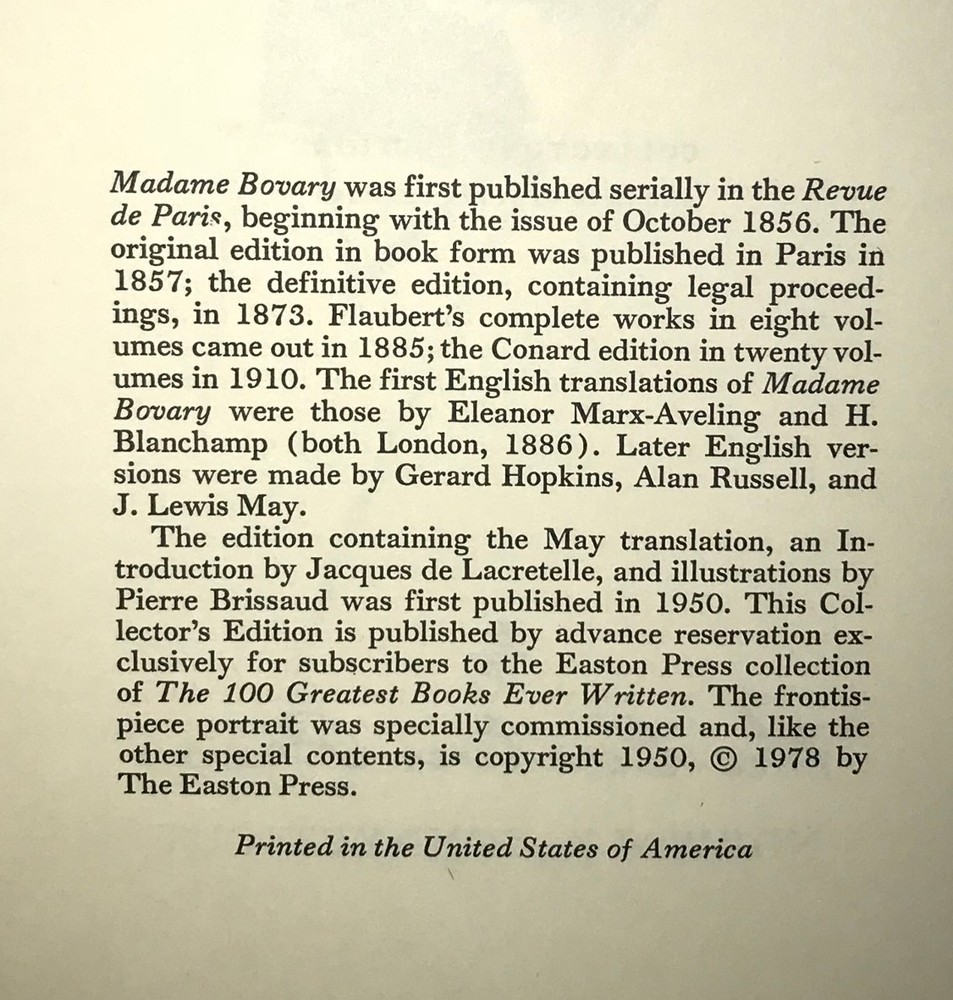 Madame Bovary was first published serially in the Revue
de Paris, beginning with the issue of October 1856. The
original edition in book form was published in Paris in
1857; the definitive edition, containing legal proceed-
ings, in 1873. Flaubert's complete works in eight vol-
umes came out in 1885; the Conard edition in twenty vol-
umes in 1910. The first English translations of Madame
Bovary were those by Eleanor Marx-Aveling and H.
Blanchamp (both London, 1886). Later English ver-
sions were made by Gerard Hopkins, Alan Russell, and
J. Lewis May.
The edition containing the May translation, an In-
troduction by Jacques de Lacretelle, and illustrations by
Pierre Brissaud was first published in 1950. This Col-
lector's Edition is published by advance reservation ex-
clusively for subscribers to the Easton Press collection
of The 100 Greatest Books Ever Written. The frontis-
piece portrait was specially commissioned and, like the
other special contents, is copyright 1950, © 1978 by
The Easton Press.
Printed in the United States of America